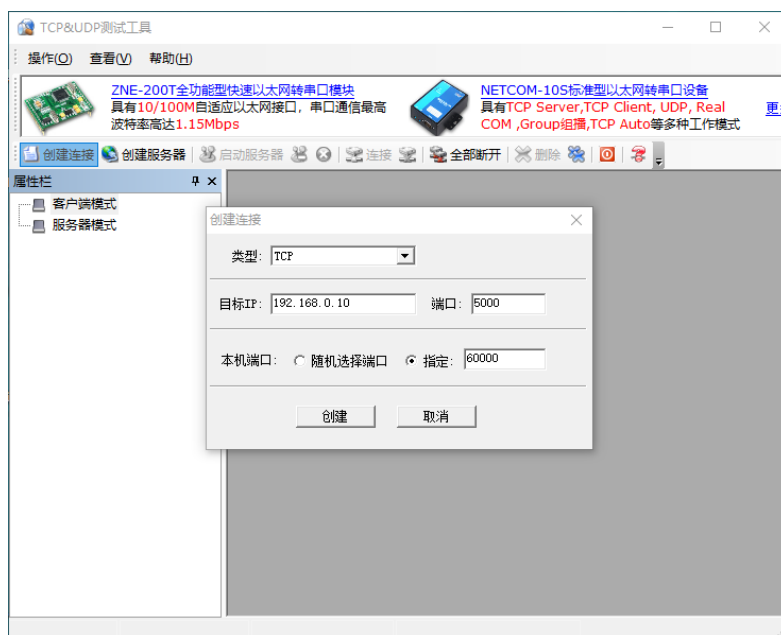 TCP&UDP测试工具
操作(O) 查看(V) 帮助(H)
ZNE-200T全功能型快速以太网转串口模块
具有10/100M自适应以太网接口，串口通信最高
波特率高达1.15Mbps
NETCOM-10S标准型以太网转串口设备
具有TCP Server,TCP Client, UDP, Real
COM ,Group组播,TCP Auto等多种工作模式
更
创建连接 创建服务器 启动服务器 连接 全部断开 删除
属性栏
客户端模式
服务器模式
创建连接
类型: TCP
目标IP: 192.168.0.10 端口: 5000
本机端口: 随机选择端口 指定: 60000
创建 取消